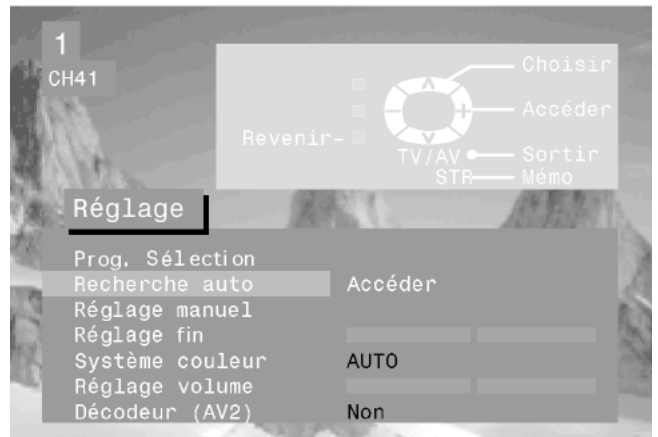 1
CH41
Choisir
Accéder
Revenir-
TV/AV
Sortir
STR
Mémo
Réglage
Prog. Sélection
Recherche auto
Accéder
Réglage manuel
Réglage fin
Système couleur
AUTO
Réglage volume
Décodeur (AV2)
Non